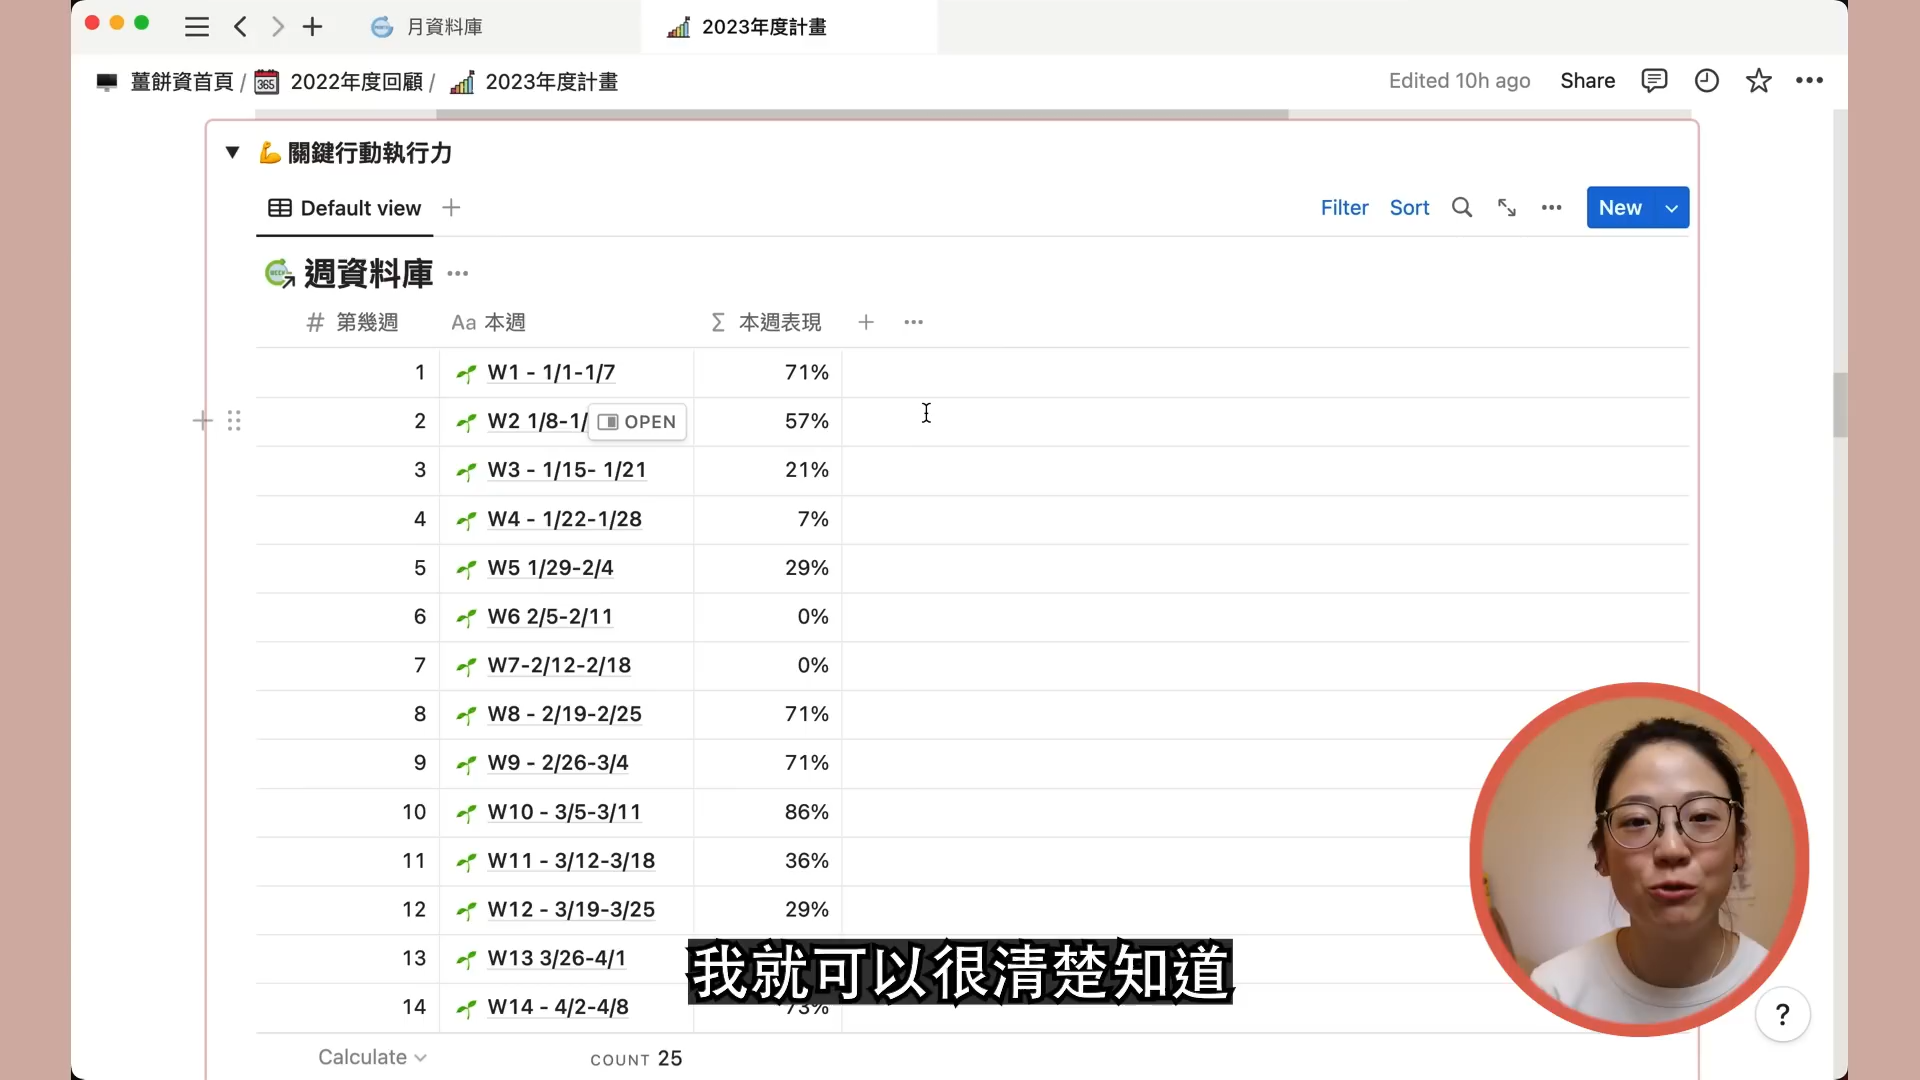 月資料庫
2023年度計畫
薑餅資首頁 / 365 2022年度回顧 / 2023年度計畫
Edited 10h ago Share
關鍵行動執行力
Default view
Filter Sort New
週資料庫
# 第幾週 Aa 本週 Σ 本週表現
1 W1 - 1/1-1/7 71%
2 W2 1/8-1/ OPEN 57%
3 W3 - 1/15- 1/21 21%
4 W4 - 1/22-1/28 7%
5 W5 1/29-2/4 29%
6 W6 2/5-2/11 0%
7 W7-2/12-2/18 0%
8 W8 - 2/19-2/25 71%
9 W9 - 2/26-3/4 71%
10 W10 - 3/5-3/11 86%
11 W11 - 3/12-3/18 36%
12 W12 - 3/19-3/25 29%
13 W13 3/26-4/1
我就可以很清楚知道
14 W14 - 4/2-4/8 73%
?
Calculate COUNT 25